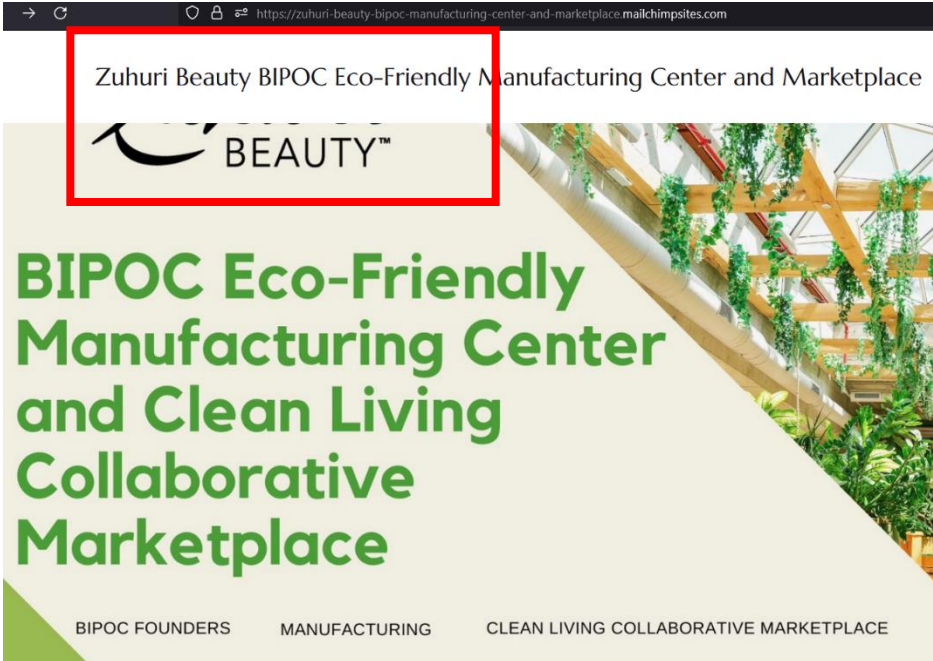 https://zuhuri-beauty-bipoc-manufacturing-center-and-marketplace.mailchimpsites.com
Zuhuri Beauty BIPOC Eco-Friendly Manufacturing Center and Marketplace
BEAUTY™
BIPOC Eco-Friendly
Manufacturing Center
and Clean Living
Collaborative
Marketplace
BIPOC FOUNDERS MANUFACTURING CLEAN LIVING COLLABORATIVE MARKETPLACE